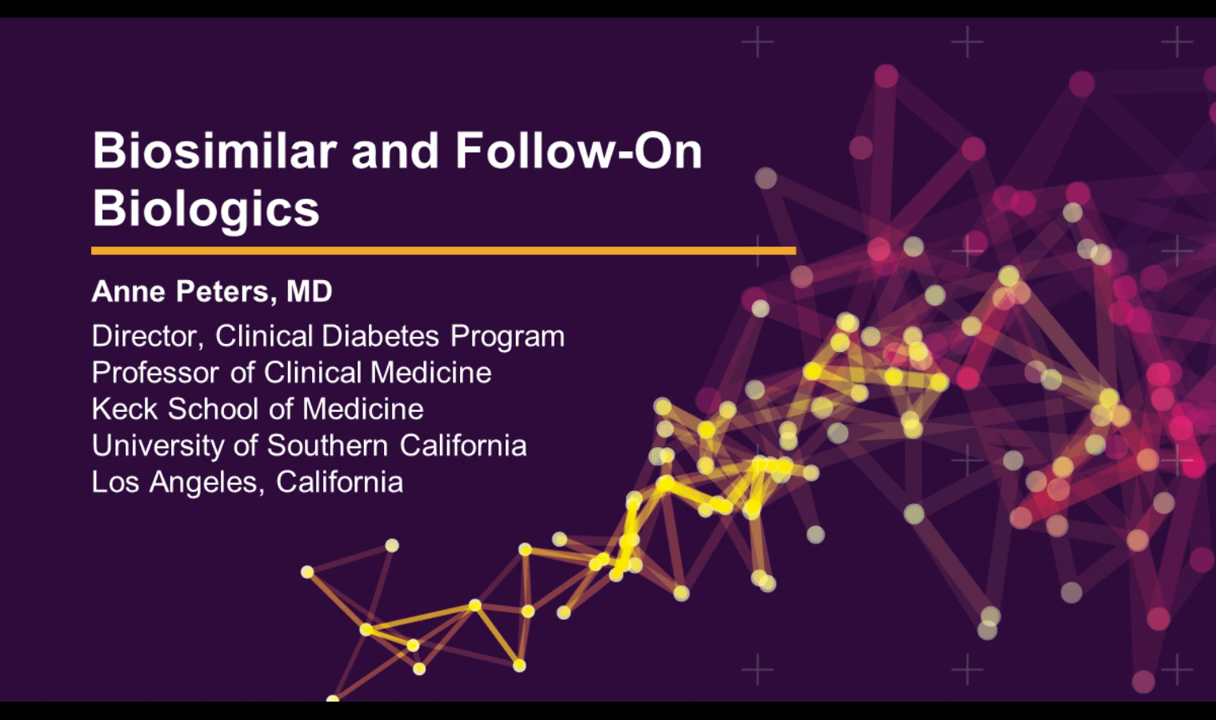 Biosimilar and Follow-On
Biologics
Anne Peters, MD
Director, Clinical Diabetes Program
Professor of Clinical Medicine
Keck School of Medicine
University of Southern California
Los Angeles, California